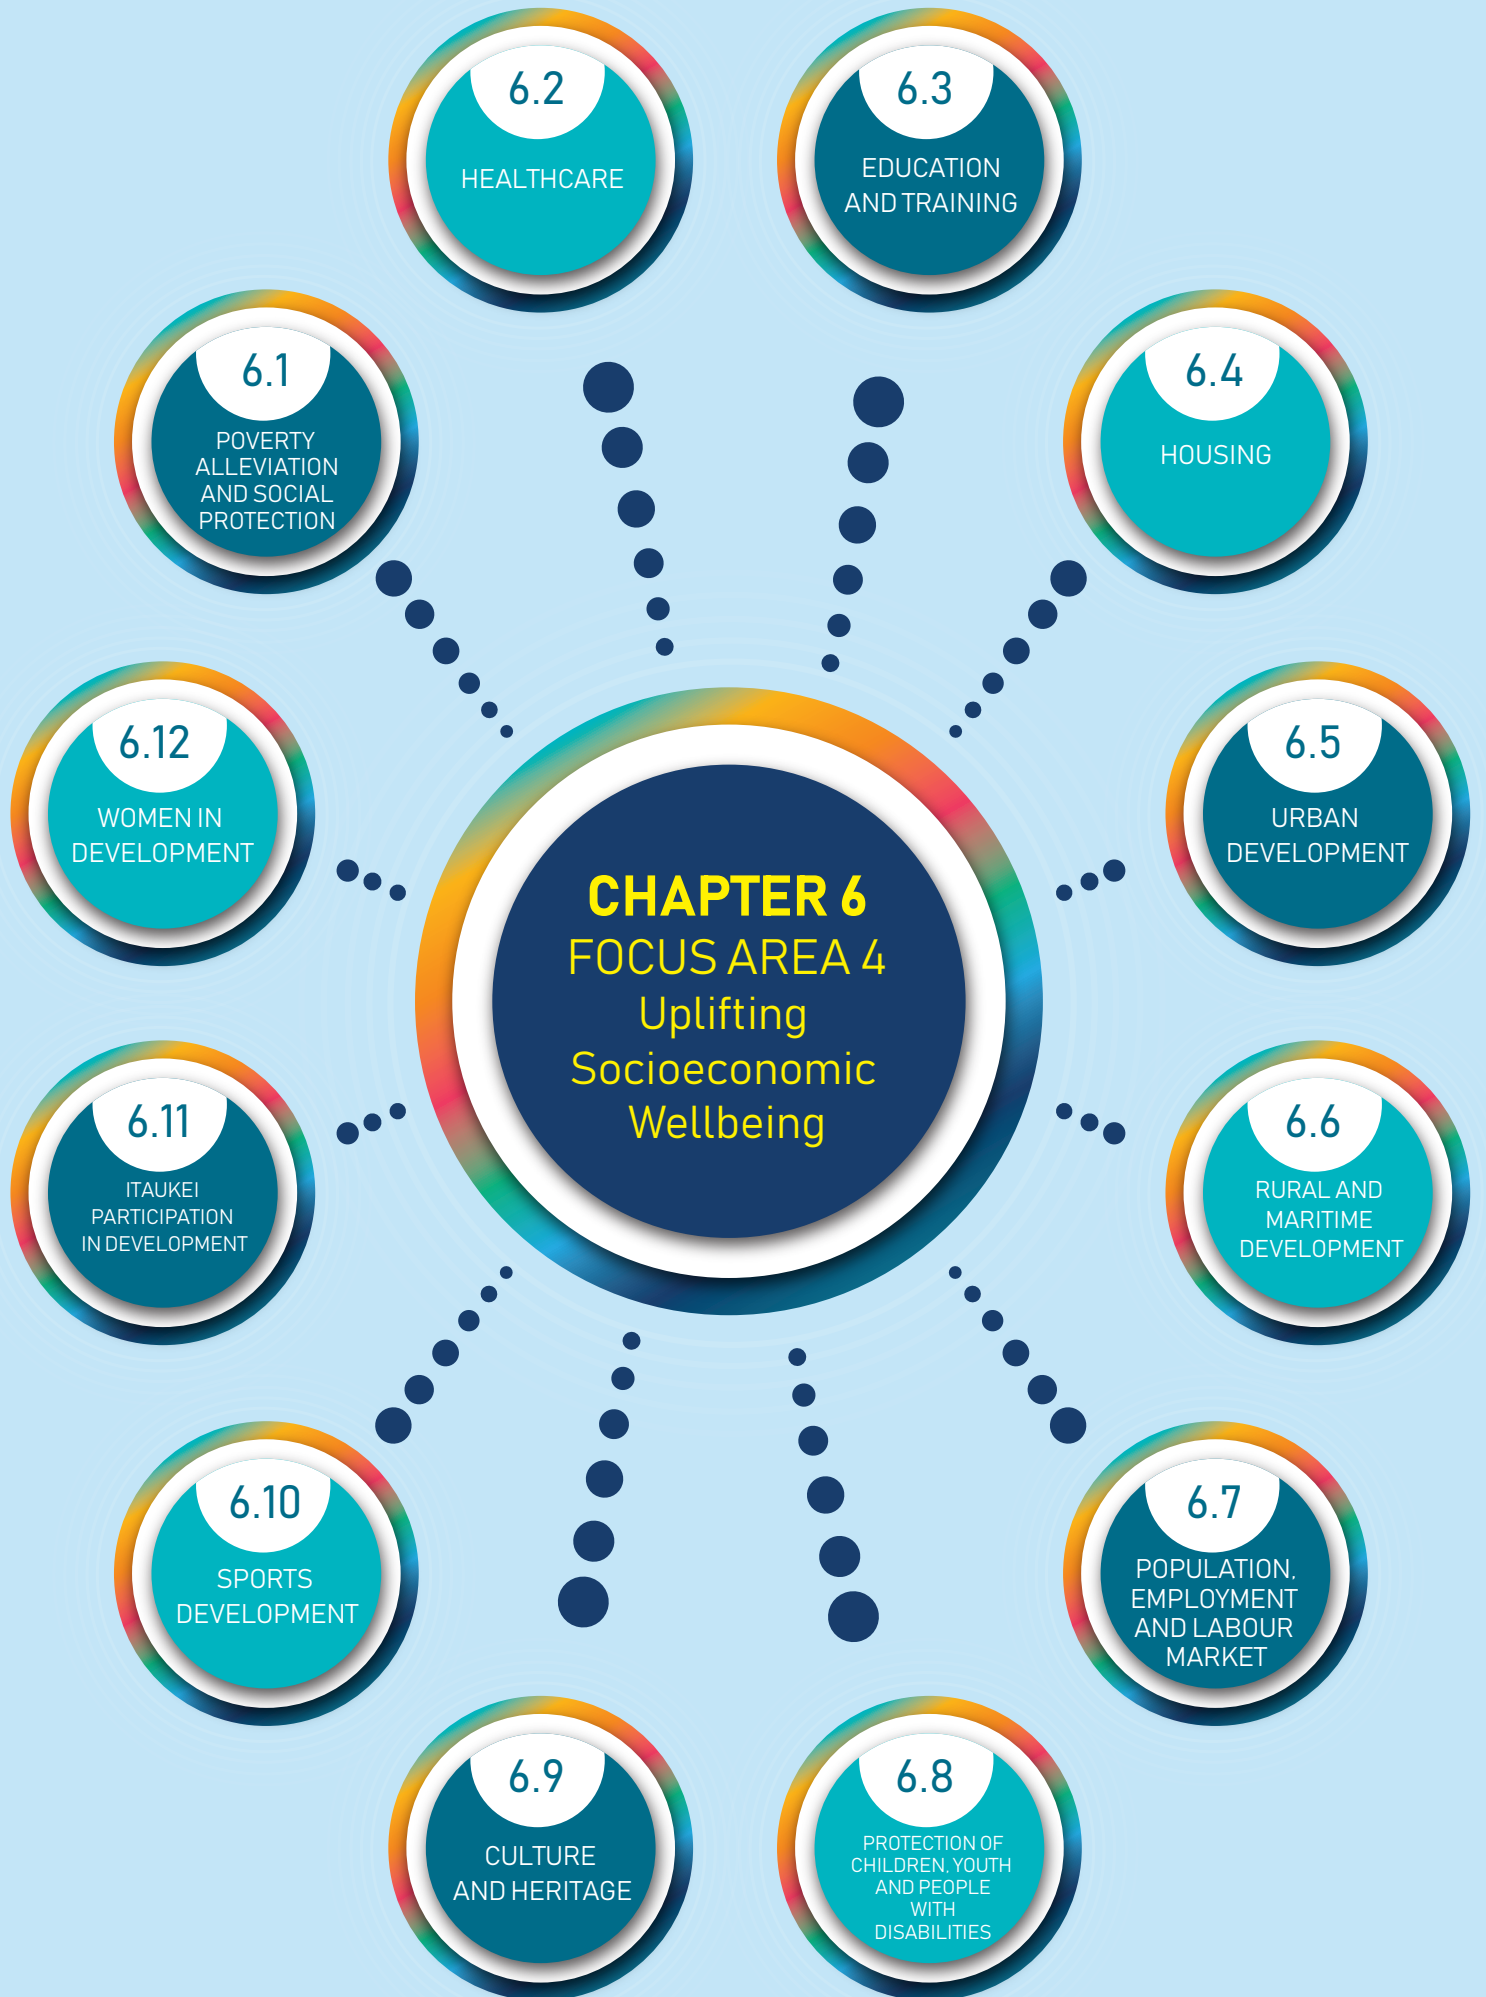 6.2
HEALTHCARE
6.3
EDUCATION
AND TRAINING
6.1
POVERTY
ALLEVIATION
AND SOCIAL
PROTECTION
6.4
HOUSING
6.12
WOMEN IN
DEVELOPMENT
6.5
URBAN
DEVELOPMENT
CHAPTER 6
FOCUS AREA 4
Uplifting
Socioeconomic
Wellbeing
6.11
ITAUKEI
PARTICIPATION
IN DEVELOPMENT
6.6
RURAL AND
MARITIME
DEVELOPMENT
6.10
SPORTS
DEVELOPMENT
6.7
POPULATION,
EMPLOYMENT
AND LABOUR
MARKET
6.9
CULTURE
AND HERITAGE
6.8
PROTECTION OF
CHILDREN, YOUTH
AND PEOPLE
WITH
DISABILITIES